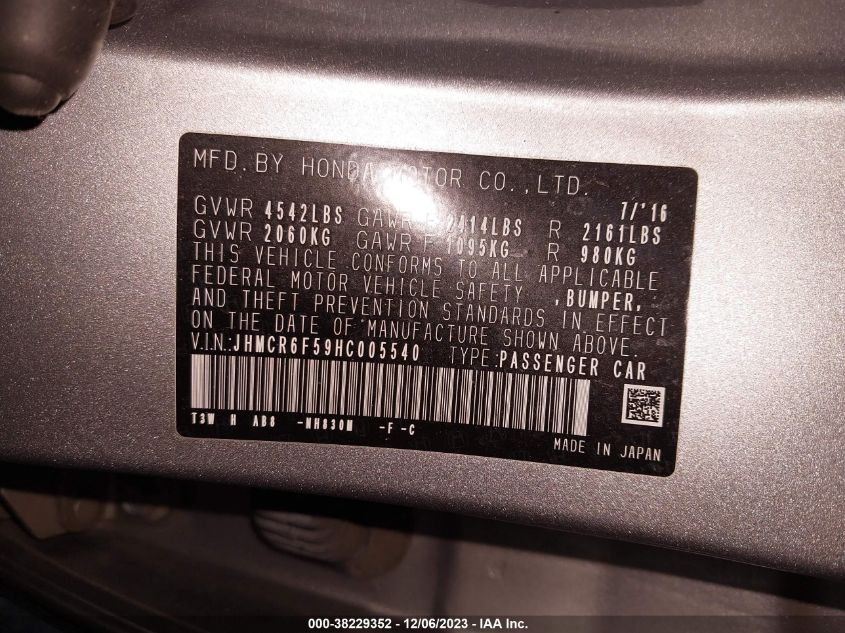 MFD. BY HONDA MOTOR CO., LTD.
7/'16
GVWR 4542LBS GAWR F 2414LBS R 2161LBS
GVWR 2060KG GAWR F 1095KG R 980KG
THIS VEHICLE CONFORMS TO ALL APPLICABLE
FEDERAL MOTOR VEHICLE SAFETY ,BUMPER,
AND THEFT PREVENTION STANDARDS IN EFFECT
ON THE DATE OF MANUFACTURE SHOWN ABOVE.
V.I.N.:JHMCR6F59HC005540 TYPE:PASSENGER CAR
T3W H AB8 -NH830M -F -C
MADE IN JAPAN
000-38229352 - 12/06/2023 - IAA Inc.